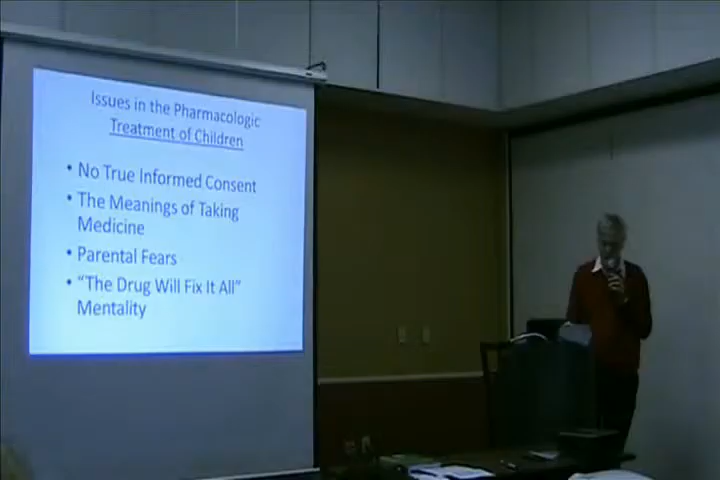 Issues in the Pharmacologic
Treatment of Children
• No True Informed Consent
• The Meanings of Taking
Medicine
• Parental Fears
• “The Drug Will Fix It All”
Mentality